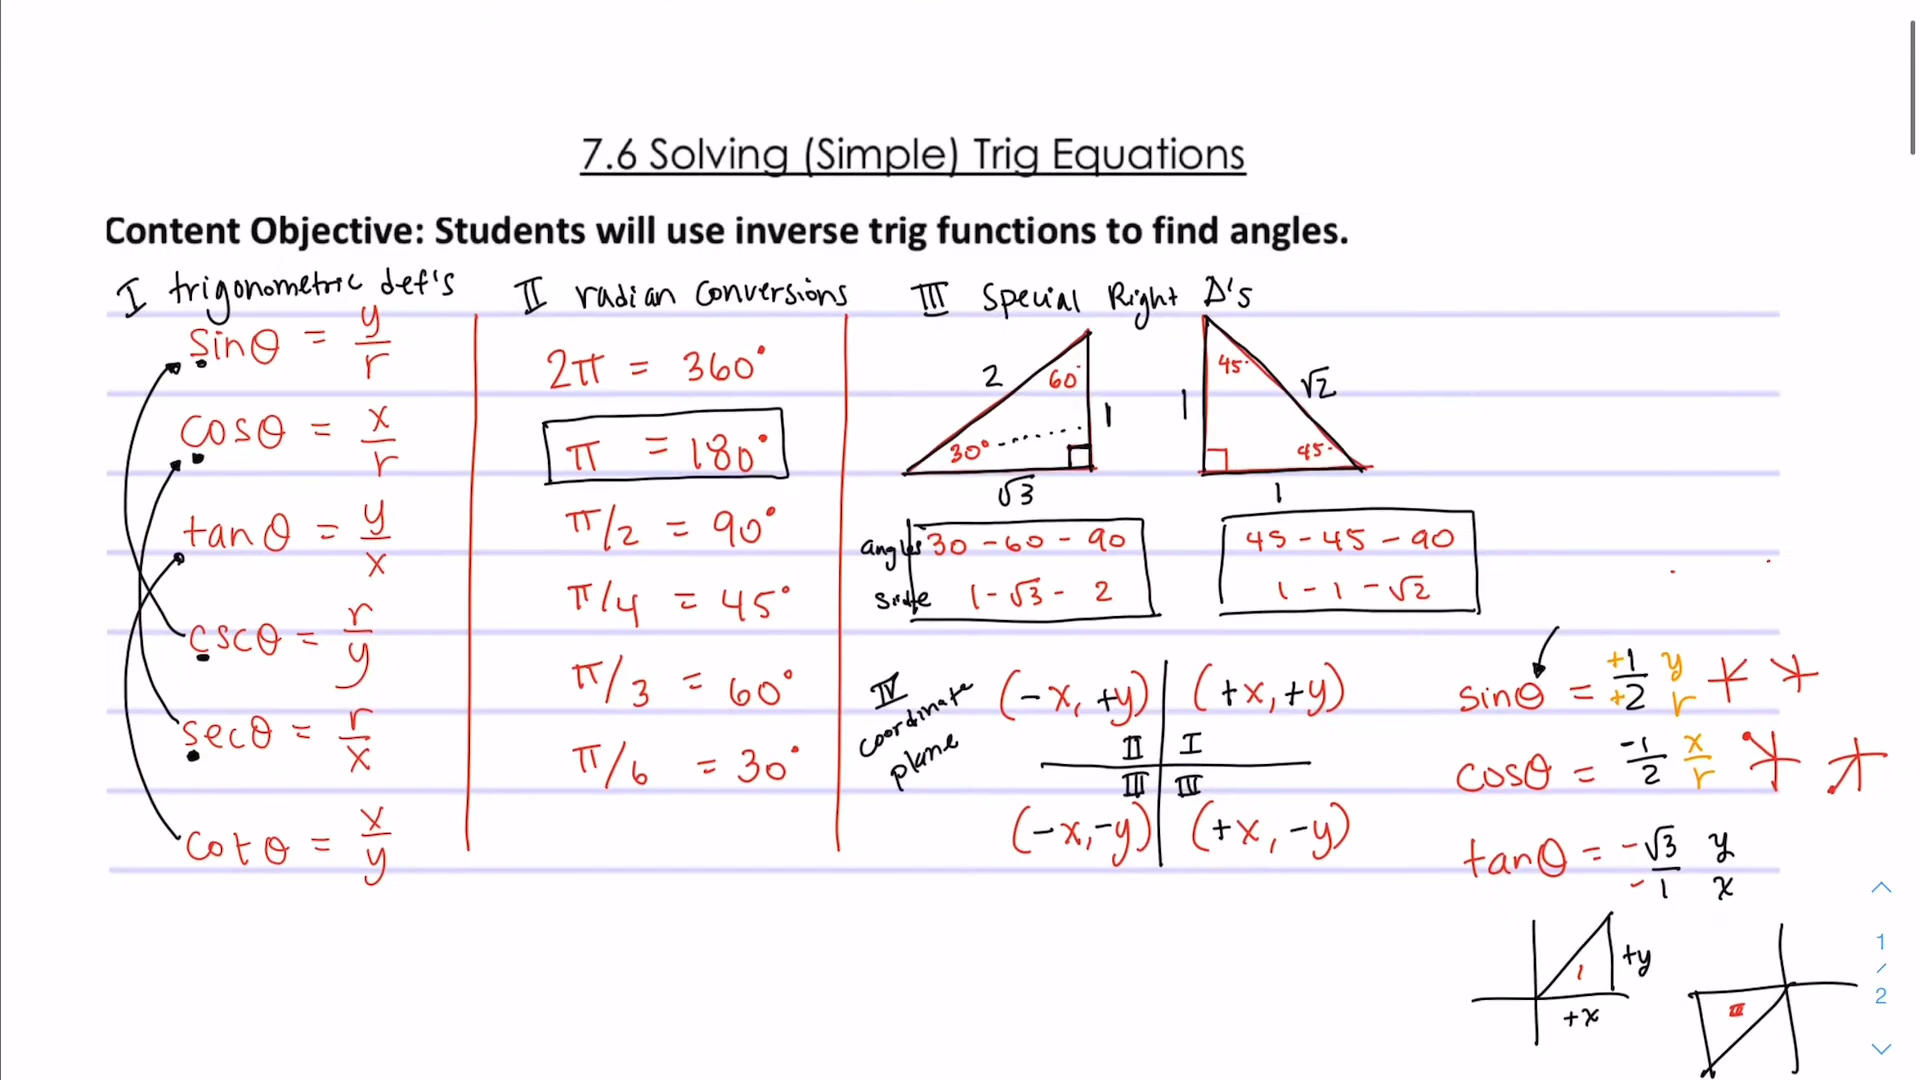 7.6 Solving (Simple) Trig Equations
Content Objective: Students will use inverse trig functions to find angles.
I trigonometric def's
sinθ = y/r
cosθ = x/r
tanθ = y/x
cscθ = r/y
secθ = r/x
cotθ = x/y
II radian conversions
2π = 360°
π = 180°
π/2 = 90°
π/4 = 45°
π/3 = 60°
π/6 = 30°
III Special Right Δ's
2 60° 1 30° √3
45° √2 1 45° 1
angles 30 - 60 - 90
side 1 - √3 - 2
45 - 45 - 90
1 - 1 - √2
IV coordinate plane
(-x, +y) (+x, +y)
II I
III III
(-x, -y) (+x, -y)
sinθ = +1/+2 y/r
cosθ = -1/2 x/r
tanθ = -√3/-1 y/x
1 +y
+x
III
1
/
2